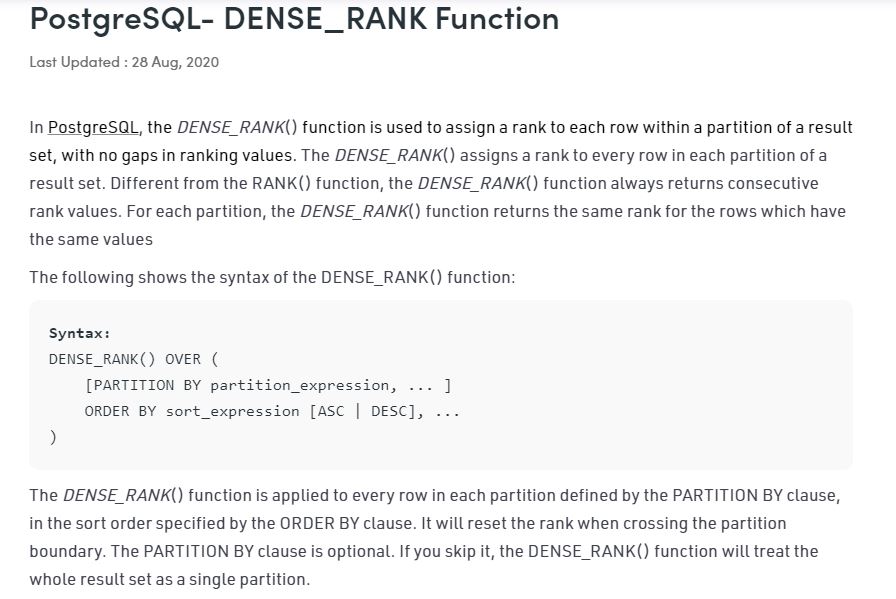 PostgreSQL- DENSE_RANK Function
Last Updated : 28 Aug, 2020
In PostgreSQL, the DENSE_RANK() function is used to assign a rank to each row within a partition of a result
set, with no gaps in ranking values. The DENSE_RANK() assigns a rank to every row in each partition of a
result set. Different from the RANK() function, the DENSE_RANK() function always returns consecutive
rank values. For each partition, the DENSE_RANK() function returns the same rank for the rows which have
the same values
The following shows the syntax of the DENSE_RANK() function:
Syntax:
DENSE_RANK() OVER (
    [PARTITION BY partition_expression, ... ]
    ORDER BY sort_expression [ASC | DESC], ...
)
The DENSE_RANK() function is applied to every row in each partition defined by the PARTITION BY clause,
in the sort order specified by the ORDER BY clause. It will reset the rank when crossing the partition
boundary. The PARTITION BY clause is optional. If you skip it, the DENSE_RANK() function will treat the
whole result set as a single partition.